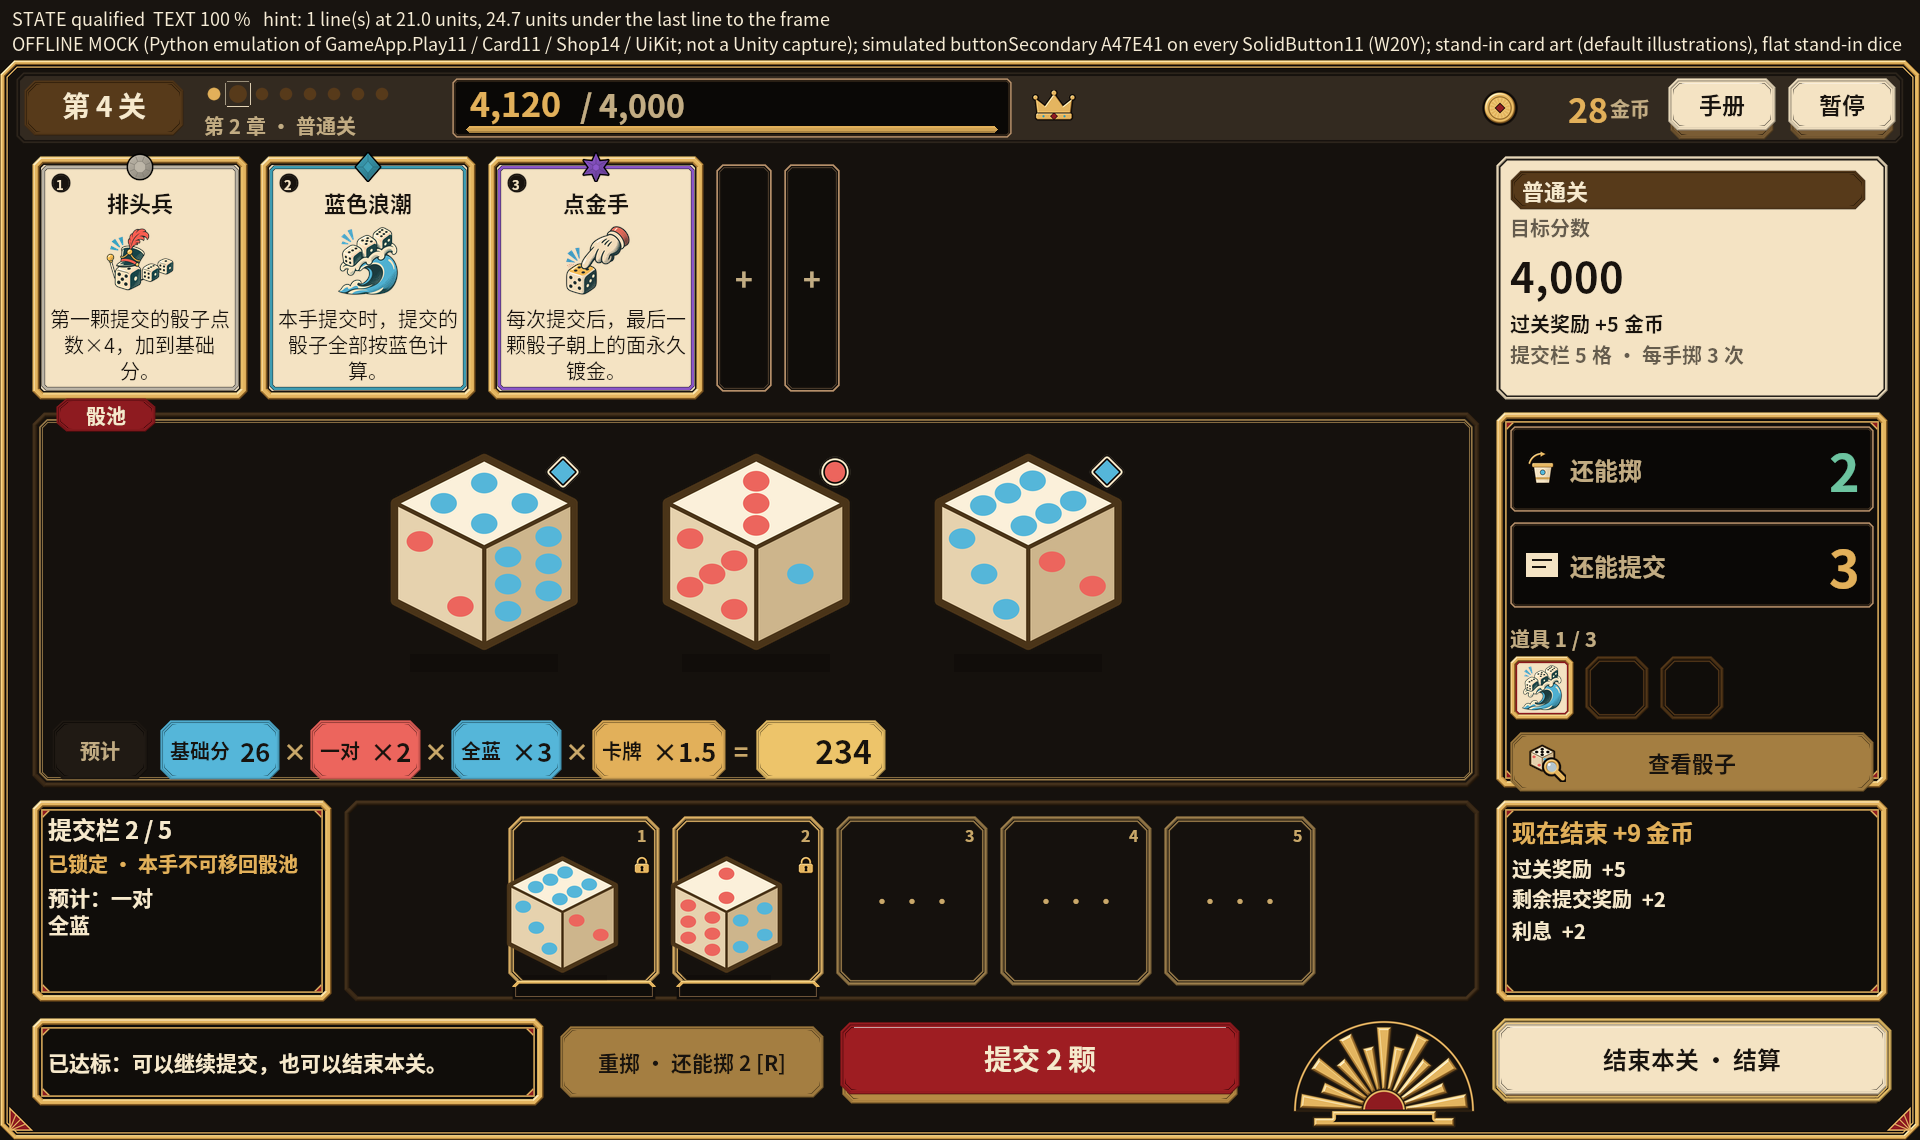 STATE qualified  TEXT 100 %   hint: 1 line(s) at 21.0 units, 24.7 units under the last line to the frame
OFFLINE MOCK (Python emulation of GameApp.Play11 / Card11 / Shop14 / UiKit; not a Unity capture); simulated buttonSecondary A47E41 on every SolidButton11 (W20Y); stand-in card art (default illustrations), flat stand-in dice
第 4 关
第 2 章 · 普通关
4,120 / 4,000
28金币
手册
暂停
1
排头兵
第一颗提交的骰子点
数×4，加到基础
分。
2
蓝色浪潮
本手提交时，提交的
骰子全部按蓝色计
算。
3
点金手
每次提交后，最后一
颗骰子朝上的面永久
镀金。
+
+
普通关
目标分数
4,000
过关奖励 +5 金币
提交栏 5 格 · 每手掷 3 次
骰池
还能掷 2
还能提交 3
道具 1 / 3
查看骰子
预计 基础分 26 × 一对 ×2 × 全蓝 ×3 × 卡牌 ×1.5 = 234
提交栏 2 / 5
已锁定 · 本手不可移回骰池
预计：一对
全蓝
1
2
3
4
5
现在结束 +9 金币
过关奖励 +5
剩余提交奖励 +2
利息 +2
已达标：可以继续提交，也可以结束本关。
重掷 · 还能掷 2 [R]
提交 2 颗
结束本关 · 结算